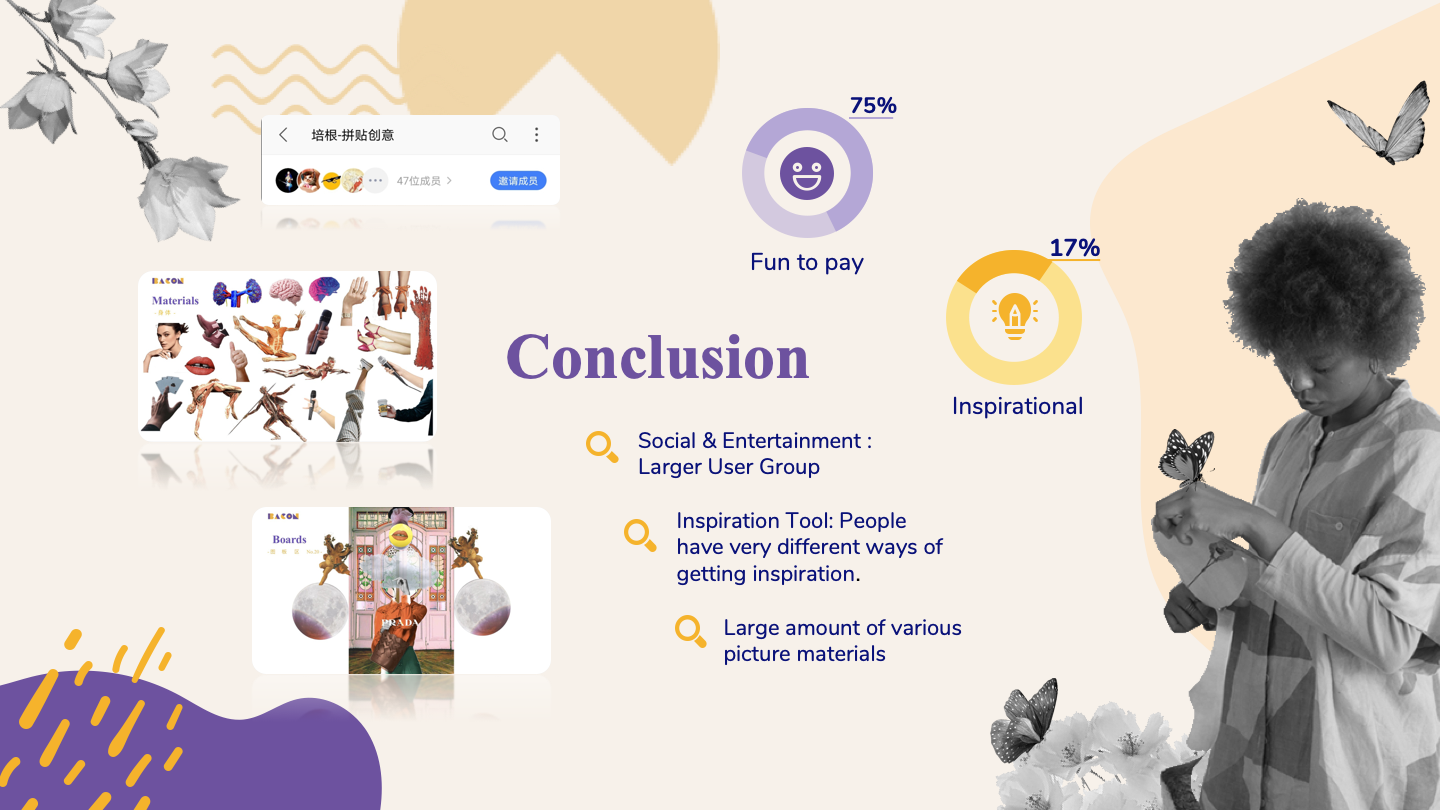 培根-拼贴创意
47位成员
邀请成员
BACON
Materials
- 身体 -
BACON
Boards
PRADA
75%
Fun to pay
17%
Inspirational
Conclusion
Social & Entertainment :
Larger User Group
Inspiration Tool: People
have very different ways of
getting inspiration.
Large amount of various
picture materials